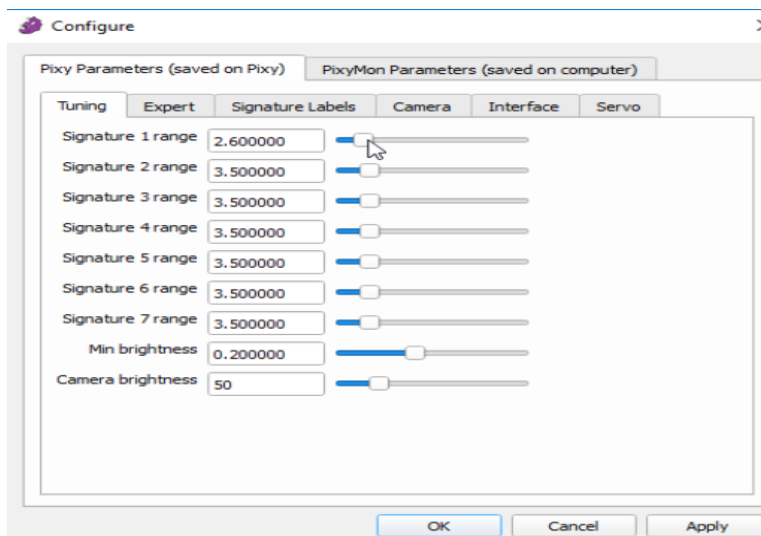 Configure
Pixy Parameters (saved on Pixy) PixyMon Parameters (saved on computer)
Tuning Expert Signature Labels Camera Interface Servo
Signature 1 range 2.600000
Signature 2 range 3.500000
Signature 3 range 3.500000
Signature 4 range 3.500000
Signature 5 range 3.500000
Signature 6 range 3.500000
Signature 7 range 3.500000
Min brightness 0.200000
Camera brightness 50
OK Cancel Apply